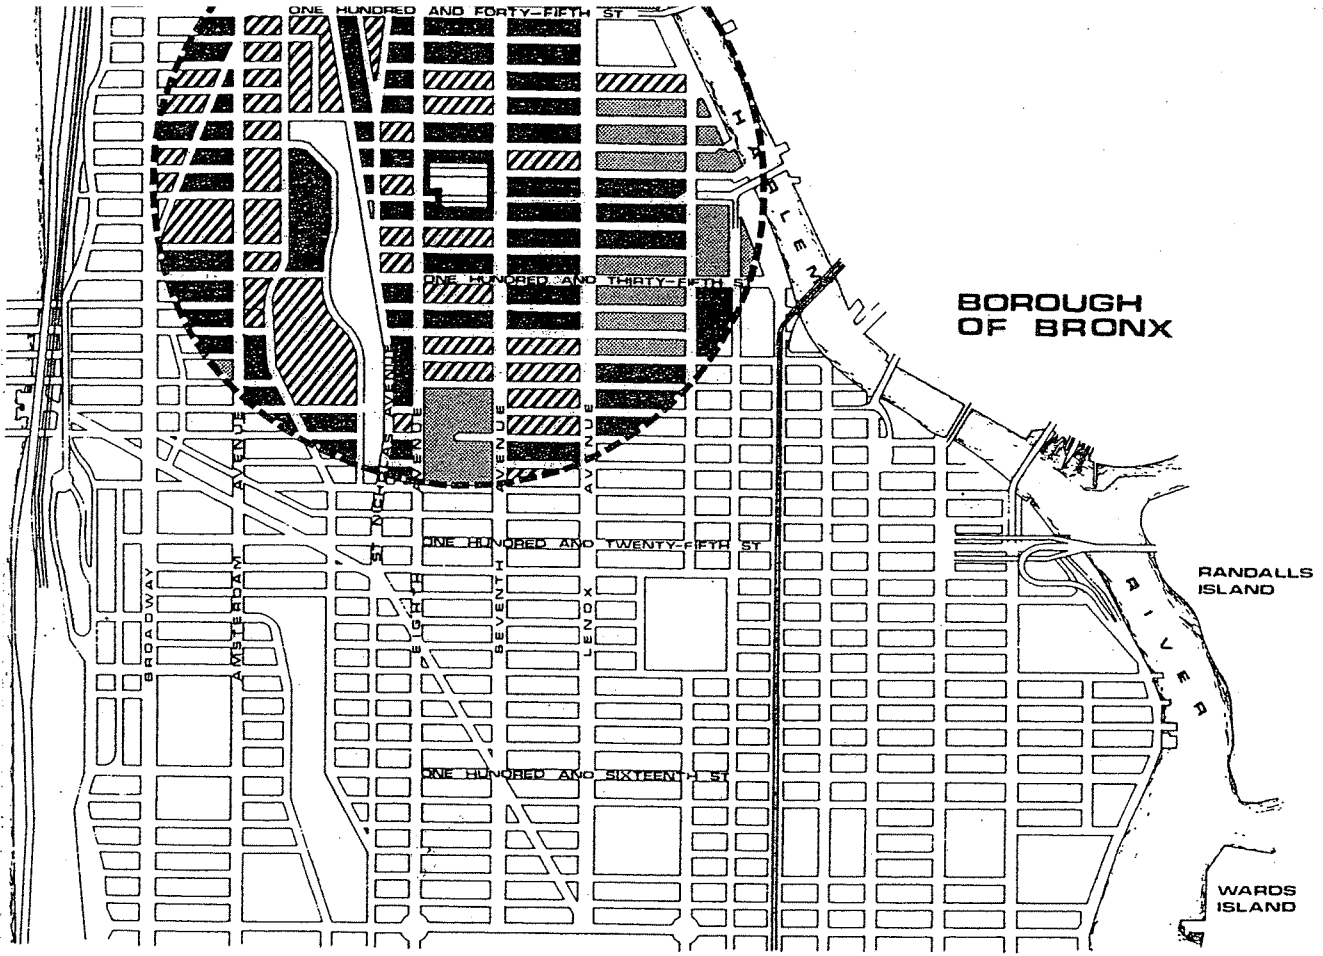 ONE HUNDRED AND FORTY-FIFTH ST
HARLEM
ONE HUNDRED AND THIRTY-FIFTH ST
BOROUGH
OF BRONX
AVENUE
AVENUE
AVENUE
AVENUE
AVENUE
ST NICHOLAS
ONE HUNDRED AND TWENTY-FIFTH ST
BROADWAY
AMSTERDAM
EIGHTH
SEVENTH
LENOX
RANDALLS
ISLAND
RIVER
ONE HUNDRED AND SIXTEENTH ST
WARDS
ISLAND